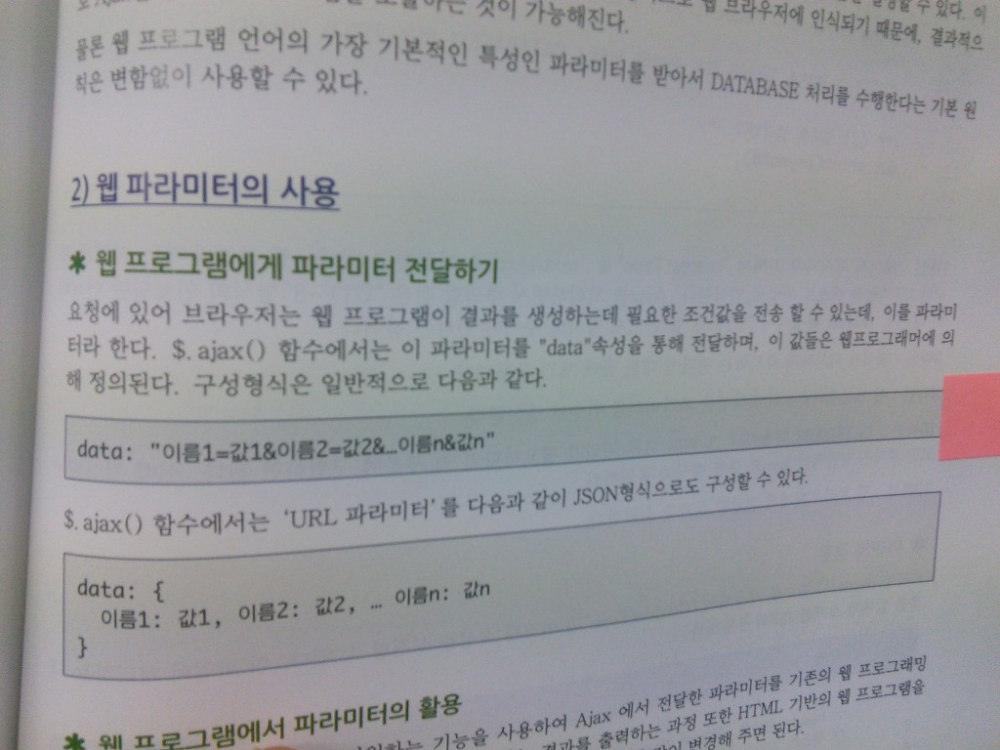 것이 가능해진다. 웹 브라우저에 인식되기 때문에, 결과적으
물론 웹 프로그램 언어의 가장 기본적인 특성인 파라미터를 받아서 DATABASE 처리를 수행한다는 기본 원
칙은 변함없이 사용할 수 있다.
2) 웹 파라미터의 사용
✱ 웹 프로그램에게 파라미터 전달하기
요청에 있어 브라우저는 웹 프로그램이 결과를 생성하는데 필요한 조건값을 전송 할 수 있는데, 이를 파라미
터라 한다. $.ajax() 함수에서는 이 파라미터를 "data"속성을 통해 전달하며, 이 값들은 웹프로그래머에 의
해 정의된다. 구성형식은 일반적으로 다음과 같다.
data: "이름1=값1&이름2=값2&…이름n&값n"
$.ajax() 함수에서는 ‘URL 파라미터’를 다음과 같이 JSON형식으로도 구성할 수 있다.
data: {
이름1: 값1, 이름2: 값2, … 이름n: 값n
}
✱ 웹 프로그램에서 파라미터의 활용
기능을 사용하여 Ajax 에서 전달한 파라미터를 기존의 웹 프로그래밍
결과를 출력하는 과정 또한 HTML 기반의 웹 프로그램을
같이 변경해 주면 된다.